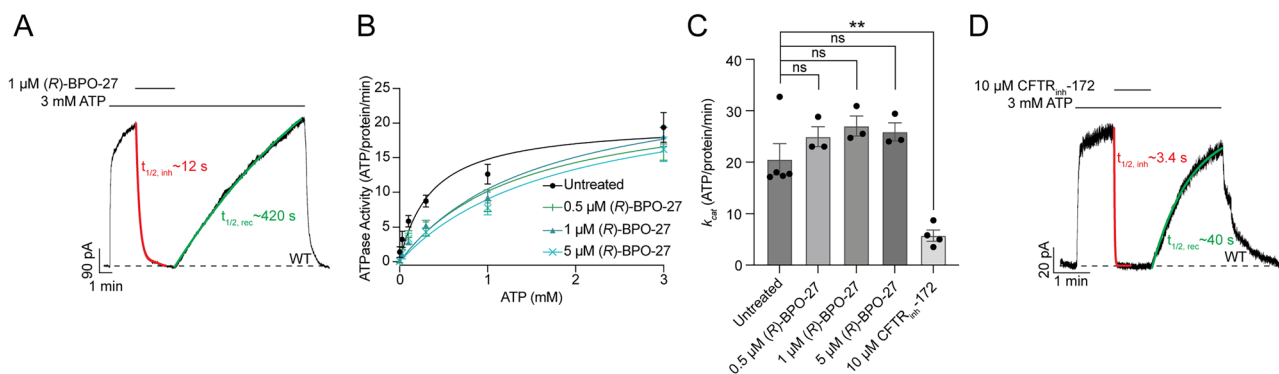 A
1 µM (R)-BPO-27
3 mM ATP
t1/2, inh~12 s
t1/2, rec~420 s
90 pA
1 min
WT
B
ATPase Activity (ATP/protein/min)
25
20
15
10
5
0
0
1
2
3
ATP (mM)
Untreated
0.5 µM (R)-BPO-27
1 µM (R)-BPO-27
5 µM (R)-BPO-27
C
kcat (ATP/protein/min)
40
30
20
10
0
**
ns
ns
ns
Untreated
0.5 µM (R)-BPO-27
1 µM (R)-BPO-27
5 µM (R)-BPO-27
10 µM CFTRinh-172
D
10 µM CFTRinh-172
3 mM ATP
t1/2, inh~3.4 s
t1/2, rec~40 s
20 pA
1 min
WT